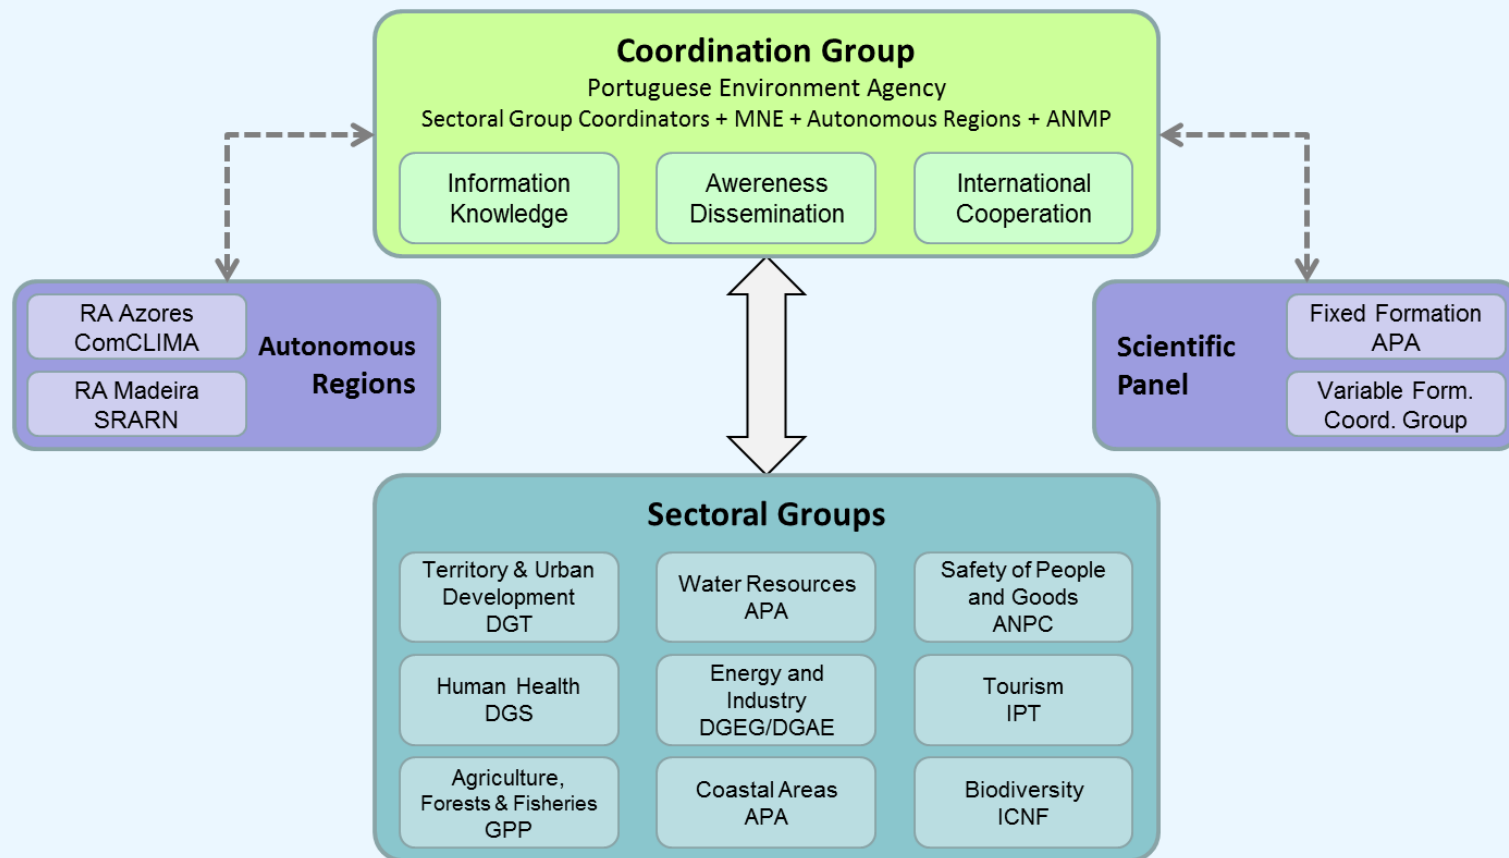 Coordination Group
Portuguese Environment Agency
Sectoral Group Coordinators + MNE + Autonomous Regions + ANMP
Information
Knowledge
Awereness
Dissemination
International
Cooperation
RA Azores
ComCLIMA
RA Madeira
SRARN
Autonomous
Regions
Scientific
Panel
Fixed Formation
APA
Variable Form.
Coord. Group
Sectoral Groups
Territory & Urban
Development
DGT
Water Resources
APA
Safety of People
and Goods
ANPC
Human Health
DGS
Energy and
Industry
DGEG/DGAE
Tourism
IPT
Agriculture,
Forests & Fisheries
GPP
Coastal Areas
APA
Biodiversity
ICNF